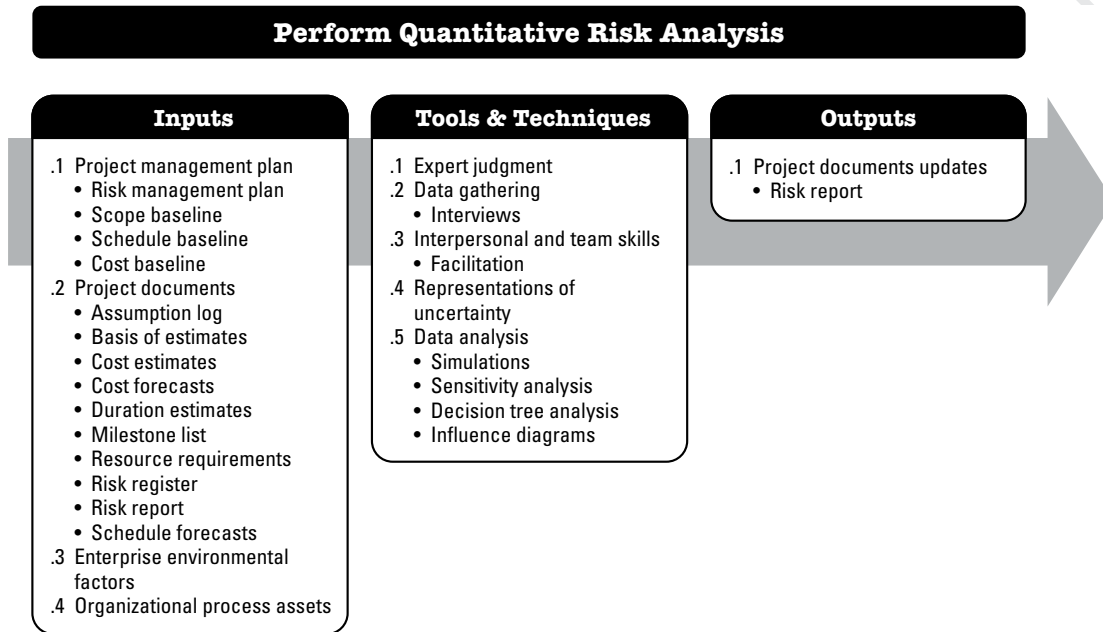 Perform Quantitative Risk Analysis
Inputs
.1 Project management plan
• Risk management plan
• Scope baseline
• Schedule baseline
• Cost baseline
.2 Project documents
• Assumption log
• Basis of estimates
• Cost estimates
• Cost forecasts
• Duration estimates
• Milestone list
• Resource requirements
• Risk register
• Risk report
• Schedule forecasts
.3 Enterprise environmental
factors
.4 Organizational process assets
Tools & Techniques
.1 Expert judgment
.2 Data gathering
• Interviews
.3 Interpersonal and team skills
• Facilitation
.4 Representations of
uncertainty
.5 Data analysis
• Simulations
• Sensitivity analysis
• Decision tree analysis
• Influence diagrams
Outputs
.1 Project documents updates
• Risk report